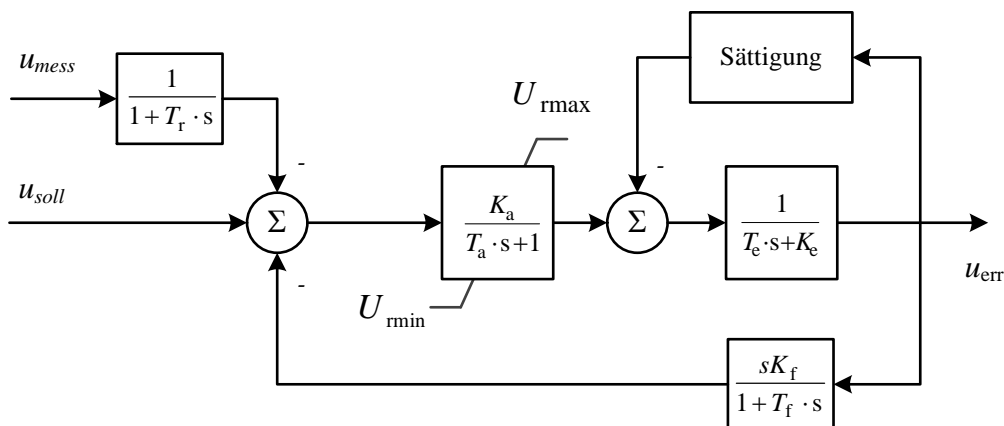 u_mess
1
1 + T_r · s
-
Sättigung
U_rmax
-
u_soll
Σ
K_a
T_a · s + 1
Σ
1
T_e · s + K_e
u_err
-
U_rmin
sK_f
1 + T_f · s